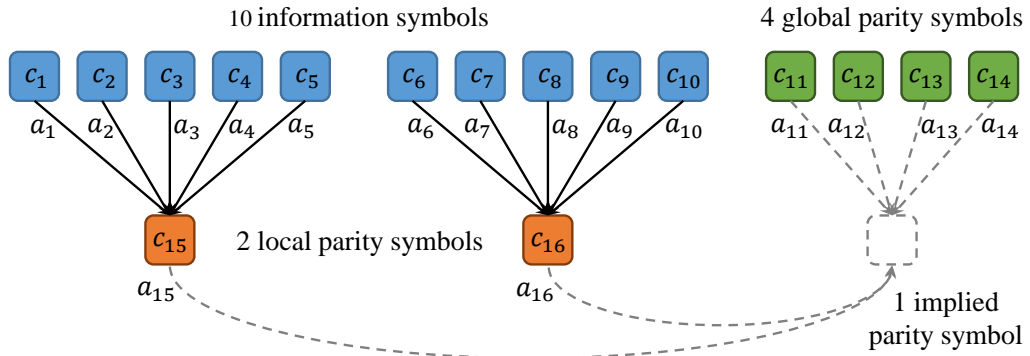 10 information symbols
4 global parity symbols
c₁ c₂ c₃ c₄ c₅ c₆ c₇ c₈ c₉ c₁₀ c₁₁ c₁₂ c₁₃ c₁₄
a₁ a₂ a₃ a₄ a₅ a₆ a₇ a₈ a₉ a₁₀ a₁₁ a₁₂ a₁₃ a₁₄
c₁₅ 2 local parity symbols c₁₆
a₁₅ a₁₆
1 implied
parity symbol